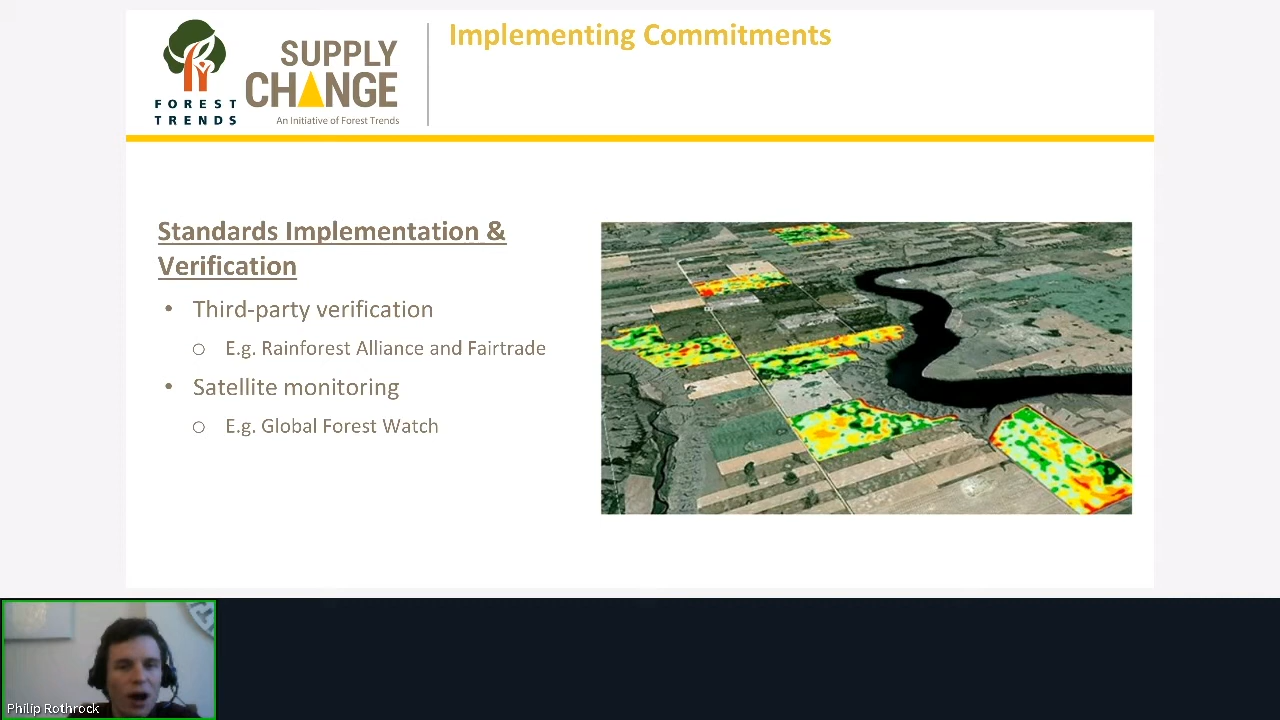 Implementing Commitments
SUPPLY
CHANGE
FOREST
TRENDS
An Initiative of Forest Trends
Standards Implementation &
Verification
• Third-party verification
o E.g. Rainforest Alliance and Fairtrade
• Satellite monitoring
o E.g. Global Forest Watch
Philip Rothrock